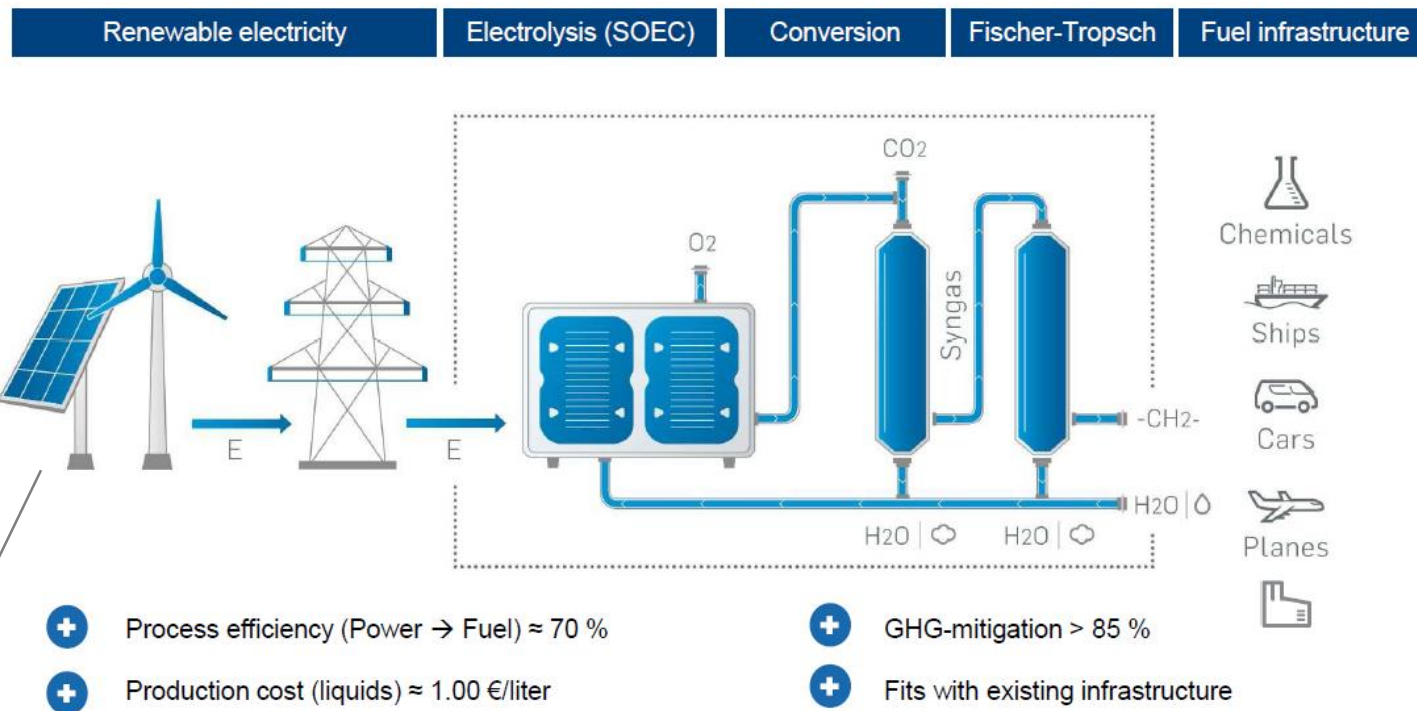 Renewable electricity
Electrolysis (SOEC)
Conversion
Fischer-Tropsch
Fuel infrastructure
CO2
O2
Syngas
E
E
-CH2-
H2O
H2O
H2O
Chemicals
Ships
Cars
Planes
Process efficiency (Power → Fuel) ≈ 70 %
GHG-mitigation > 85 %
Production cost (liquids) ≈ 1.00 €/liter
Fits with existing infrastructure